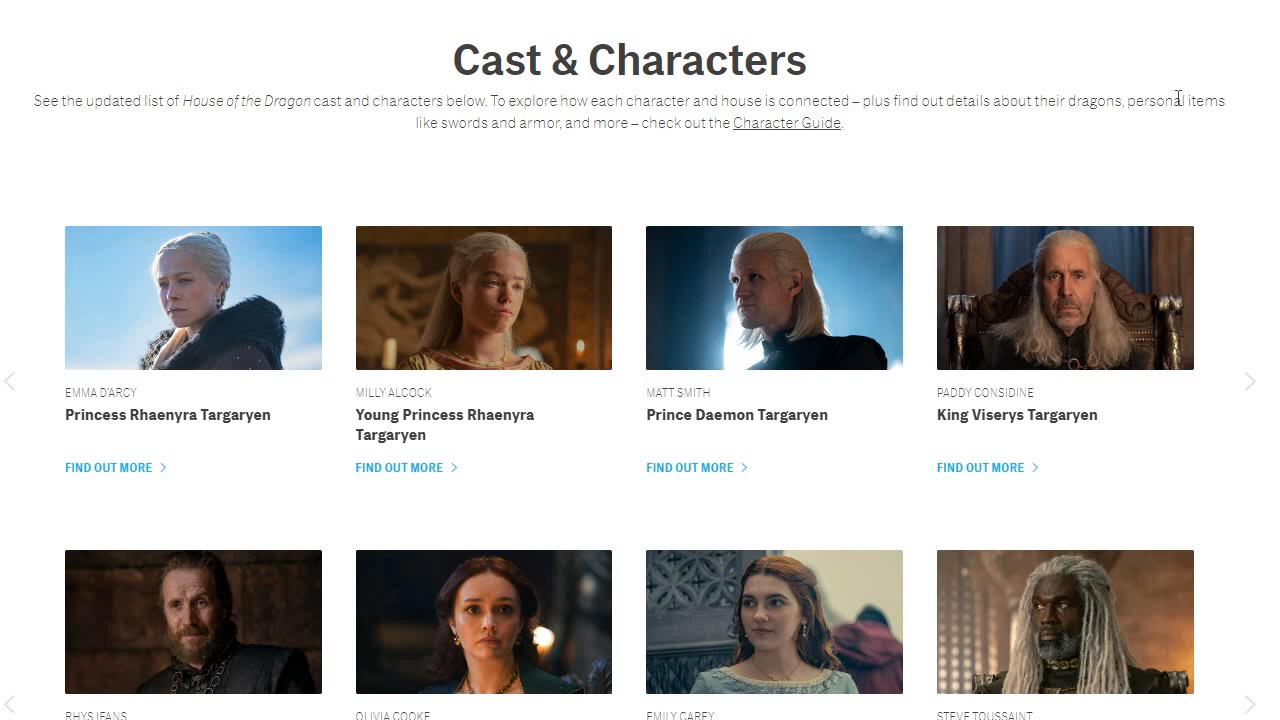 Cast & Characters
See the updated list of House of the Dragon cast and characters below. To explore how each character and house is connected – plus find out details about their dragons, personal items
like swords and armor, and more – check out the Character Guide.
EMMA D'ARCY
Princess Rhaenyra Targaryen
FIND OUT MORE
MILLY ALCOCK
Young Princess Rhaenyra
Targaryen
FIND OUT MORE
MATT SMITH
Prince Daemon Targaryen
FIND OUT MORE
PADDY CONSIDINE
King Viserys Targaryen
FIND OUT MORE
RHYS IFANS
OLIVIA COOKE
EMILY CAREY
STEVE TOUSSAINT